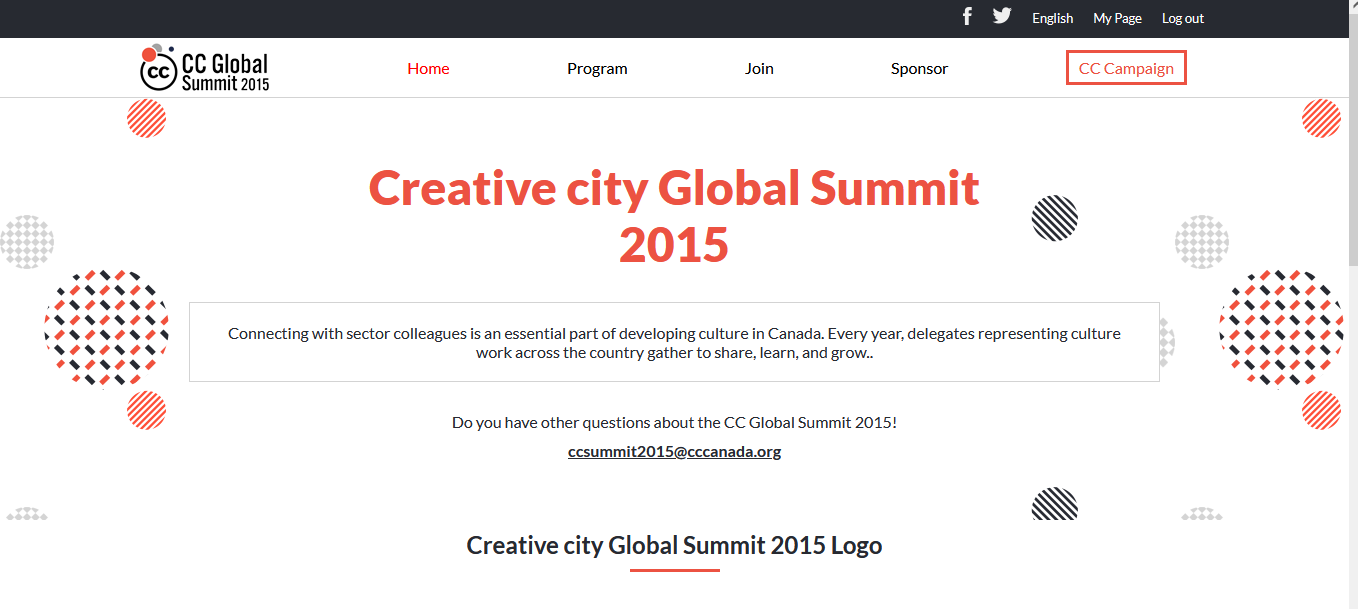 English My Page Log out
CC
CC Global
Summit 2015
Home Program Join Sponsor CC Campaign
Creative city Global Summit
2015
Connecting with sector colleagues is an essential part of developing culture in Canada. Every year, delegates representing culture
work across the country gather to share, learn, and grow..
Do you have other questions about the CC Global Summit 2015!
ccsummit2015@cccanada.org
Creative city Global Summit 2015 Logo